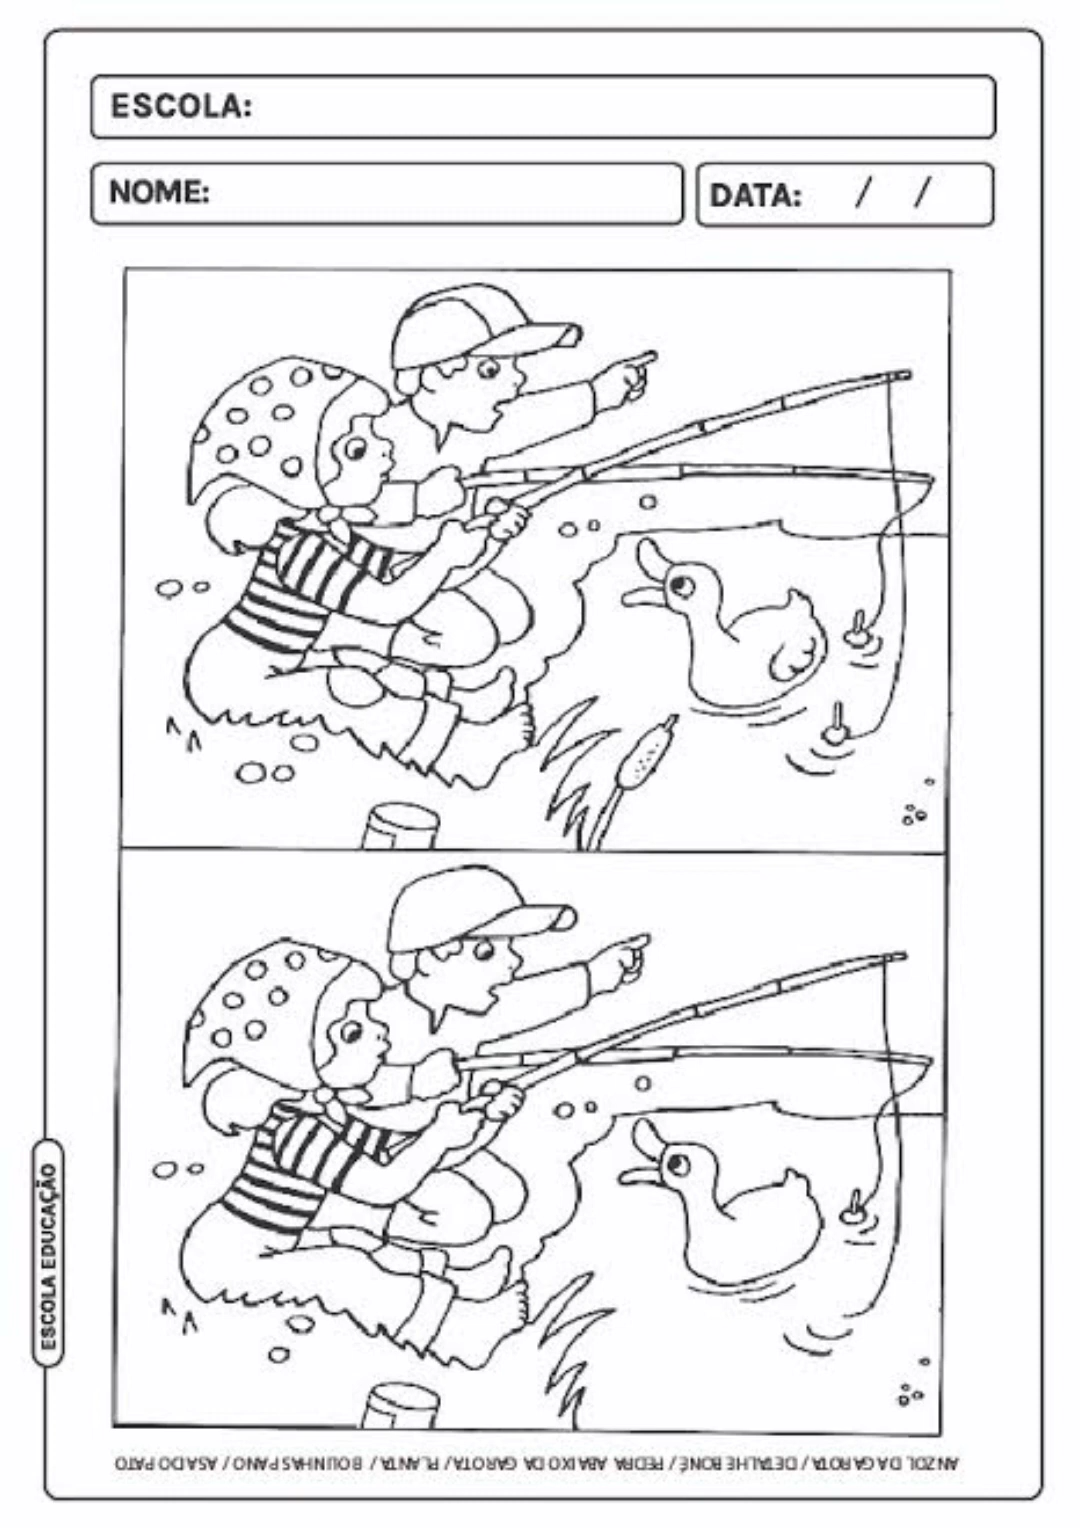 ESCOLA:
NOME:
DATA: / /
ESCOLA EDUCAÇÃO
ANZOL DA GAROTA / DETALHE BONÉ / PEDRA ABAIXO DA GAROTA / PLANTA / BOLINHAS PANO / ASA DO PATO